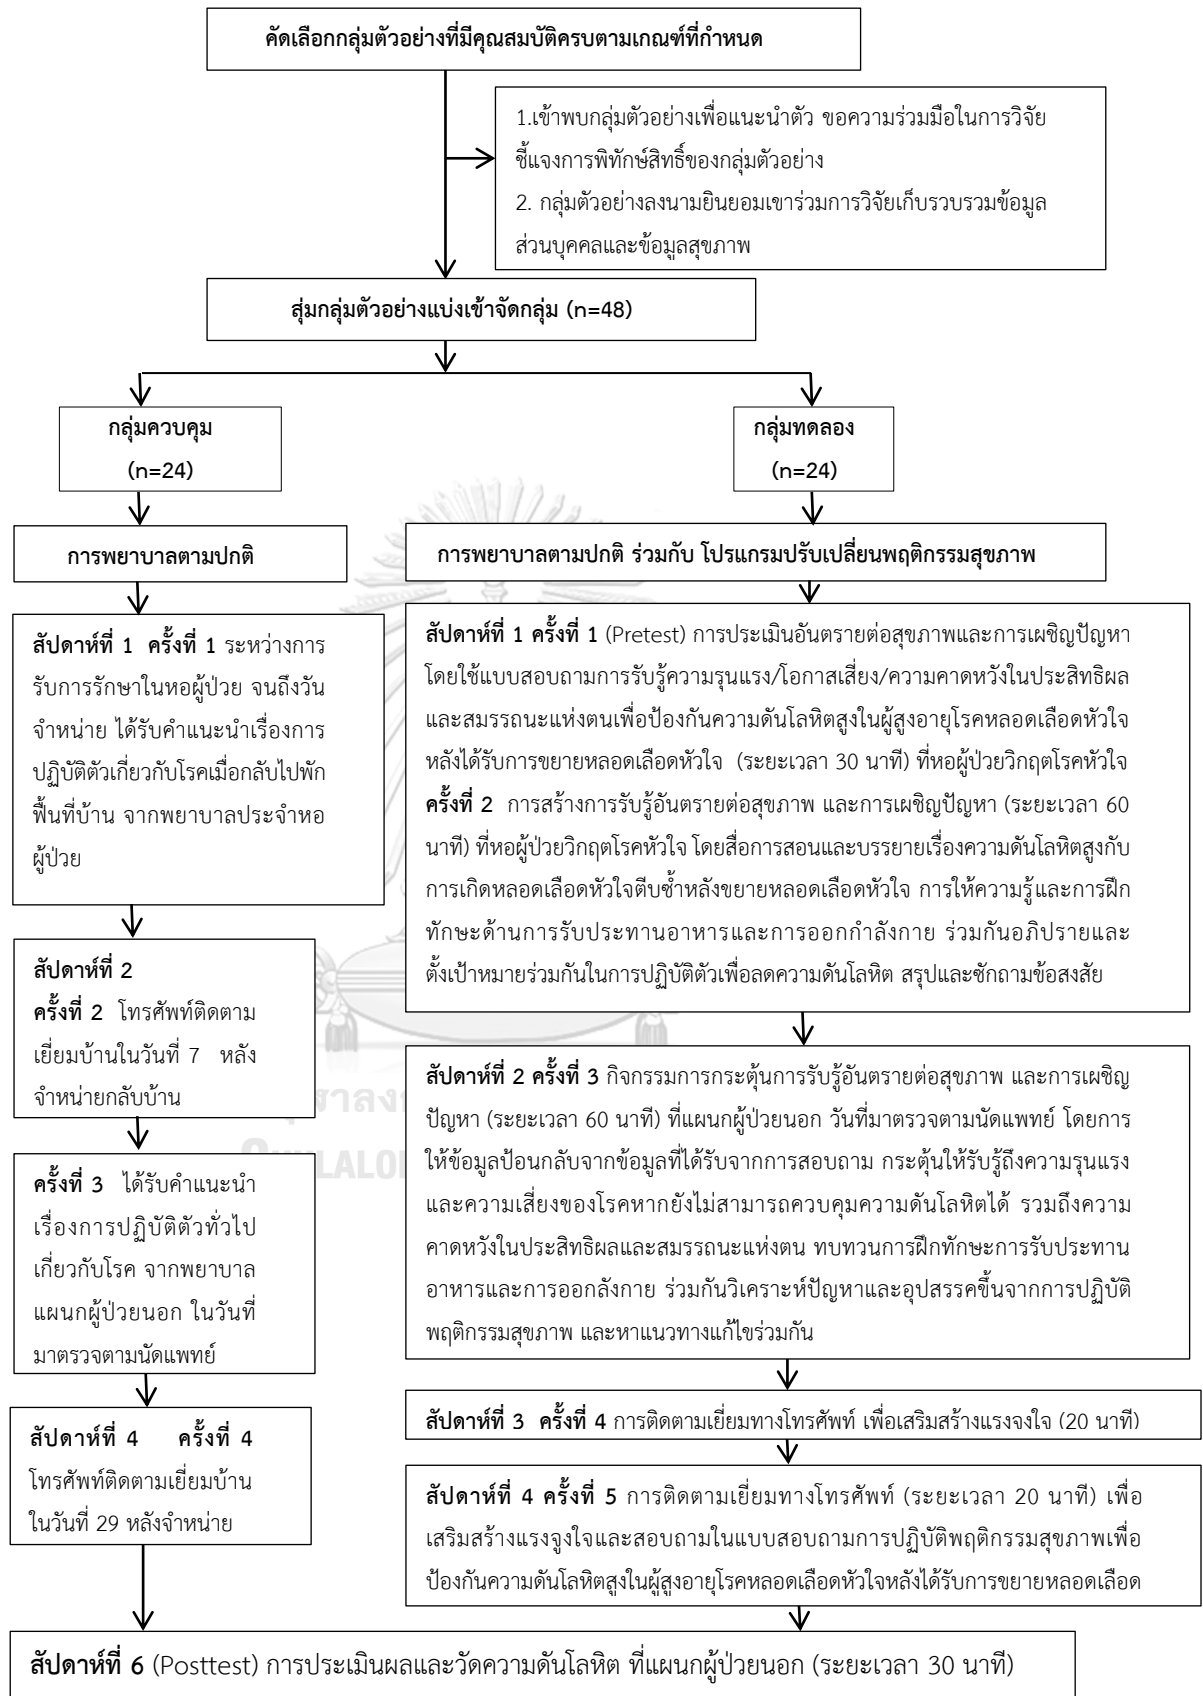 คัดเลือกกลุ่มตัวอย่างที่มีคุณสมบัติครบตามเกณฑ์ที่กำหนด
1.เข้าพบกลุ่มตัวอย่างเพื่อแนะนำตัว ขอความร่วมมือในการวิจัย
ชี้แจงการพิทักษ์สิทธิ์ของกลุ่มตัวอย่าง
2. กลุ่มตัวอย่างลงนามยินยอมเขาร่วมการวิจัยเก็บรวบรวมข้อมูล
ส่วนบุคคลและข้อมูลสุขภาพ
สุ่มกลุ่มตัวอย่างแบ่งเข้าจัดกลุ่ม (n=48)
กลุ่มควบคุม
(n=24)
การพยาบาลตามปกติ
สัปดาห์ที่ 1 ครั้งที่ 1 ระหว่างการ
รับการรักษาในหอผู้ป่วย จนถึงวัน
จำหน่าย ได้รับคำแนะนำเรื่องการ
ปฏิบัติตัวเกี่ยวกับโรคเมื่อกลับไปพัก
ฟื้นที่บ้าน จากพยาบาลประจำหอ
ผู้ป่วย
สัปดาห์ที่ 2
ครั้งที่ 2 โทรศัพท์ติดตาม
เยี่ยมบ้านในวันที่ 7 หลัง
จำหน่ายกลับบ้าน
ครั้งที่ 3 ได้รับคำแนะนำ
เรื่องการปฏิบัติตัวทั่วไป
เกี่ยวกับโรค จากพยาบาล
แผนกผู้ป่วยนอก ในวันที่
มาตรวจตามนัดแพทย์
สัปดาห์ที่ 4 ครั้งที่ 4
โทรศัพท์ติดตามเยี่ยมบ้าน
ในวันที่ 29 หลังจำหน่าย
กลุ่มทดลอง
(n=24)
การพยาบาลตามปกติ ร่วมกับ โปรแกรมปรับเปลี่ยนพฤติกรรมสุขภาพ
สัปดาห์ที่ 1 ครั้งที่ 1 (Pretest) การประเมินอันตรายต่อสุขภาพและการเผชิญปัญหา
โดยใช้แบบสอบถามการรับรู้ความรุนแรง/โอกาสเสี่ยง/ความคาดหวังในประสิทธิผล
และสมรรถนะแห่งตนเพื่อป้องกันความดันโลหิตสูงในผู้สูงอายุโรคหลอดเลือดหัวใจ
หลังได้รับการขยายหลอดเลือดหัวใจ (ระยะเวลา 30 นาที) ที่หอผู้ป่วยวิกฤตโรคหัวใจ
ครั้งที่ 2 การสร้างการรับรู้อันตรายต่อสุขภาพ และการเผชิญปัญหา (ระยะเวลา 60
นาที) ที่หอผู้ป่วยวิกฤตโรคหัวใจ โดยสื่อการสอนและบรรยายเรื่องความดันโลหิตสูงกับ
การเกิดหลอดเลือดหัวใจตีบซ้ำหลังขยายหลอดเลือดหัวใจ การให้ความรู้และการฝึก
ทักษะด้านการรับประทานอาหารและการออกกำลังกาย ร่วมกันอภิปรายและ
ตั้งเป้าหมายร่วมกันในการปฏิบัติตัวเพื่อลดความดันโลหิต สรุปและซักถามข้อสงสัย
สัปดาห์ที่ 2 ครั้งที่ 3 กิจกรรมการกระตุ้นการรับรู้อันตรายต่อสุขภาพ และการเผชิญ
ปัญหา (ระยะเวลา 60 นาที) ที่แผนกผู้ป่วยนอก วันที่มาตรวจตามนัดแพทย์ โดยการ
ให้ข้อมูลป้อนกลับจากข้อมูลที่ได้รับจากการสอบถาม กระตุ้นให้รับรู้ถึงความรุนแรง
และความเสี่ยงของโรคหากยังไม่สามารถควบคุมความดันโลหิตได้ รวมถึงความ
คาดหวังในประสิทธิผลและสมรรถนะแห่งตน ทบทวนการฝึกทักษะการรับประทาน
อาหารและการออกลังกาย ร่วมกันวิเคราะห์ปัญหาและอุปสรรคขึ้นจากการปฏิบัติ
พฤติกรรมสุขภาพ และหาแนวทางแก้ไขร่วมกัน
สัปดาห์ที่ 3 ครั้งที่ 4 การติดตามเยี่ยมทางโทรศัพท์ เพื่อเสริมสร้างแรงจงใจ (20 นาที)
สัปดาห์ที่ 4 ครั้งที่ 5 การติดตามเยี่ยมทางโทรศัพท์ (ระยะเวลา 20 นาที) เพื่อ
เสริมสร้างแรงจูงใจและสอบถามในแบบสอบถามการปฏิบัติพฤติกรรมสุขภาพเพื่อ
ป้องกันความดันโลหิตสูงในผู้สูงอายุโรคหลอดเลือดหัวใจหลังได้รับการขยายหลอดเลือด
สัปดาห์ที่ 6 (Posttest) การประเมินผลและวัดความดันโลหิต ที่แผนกผู้ป่วยนอก (ระยะเวลา 30 นาที)